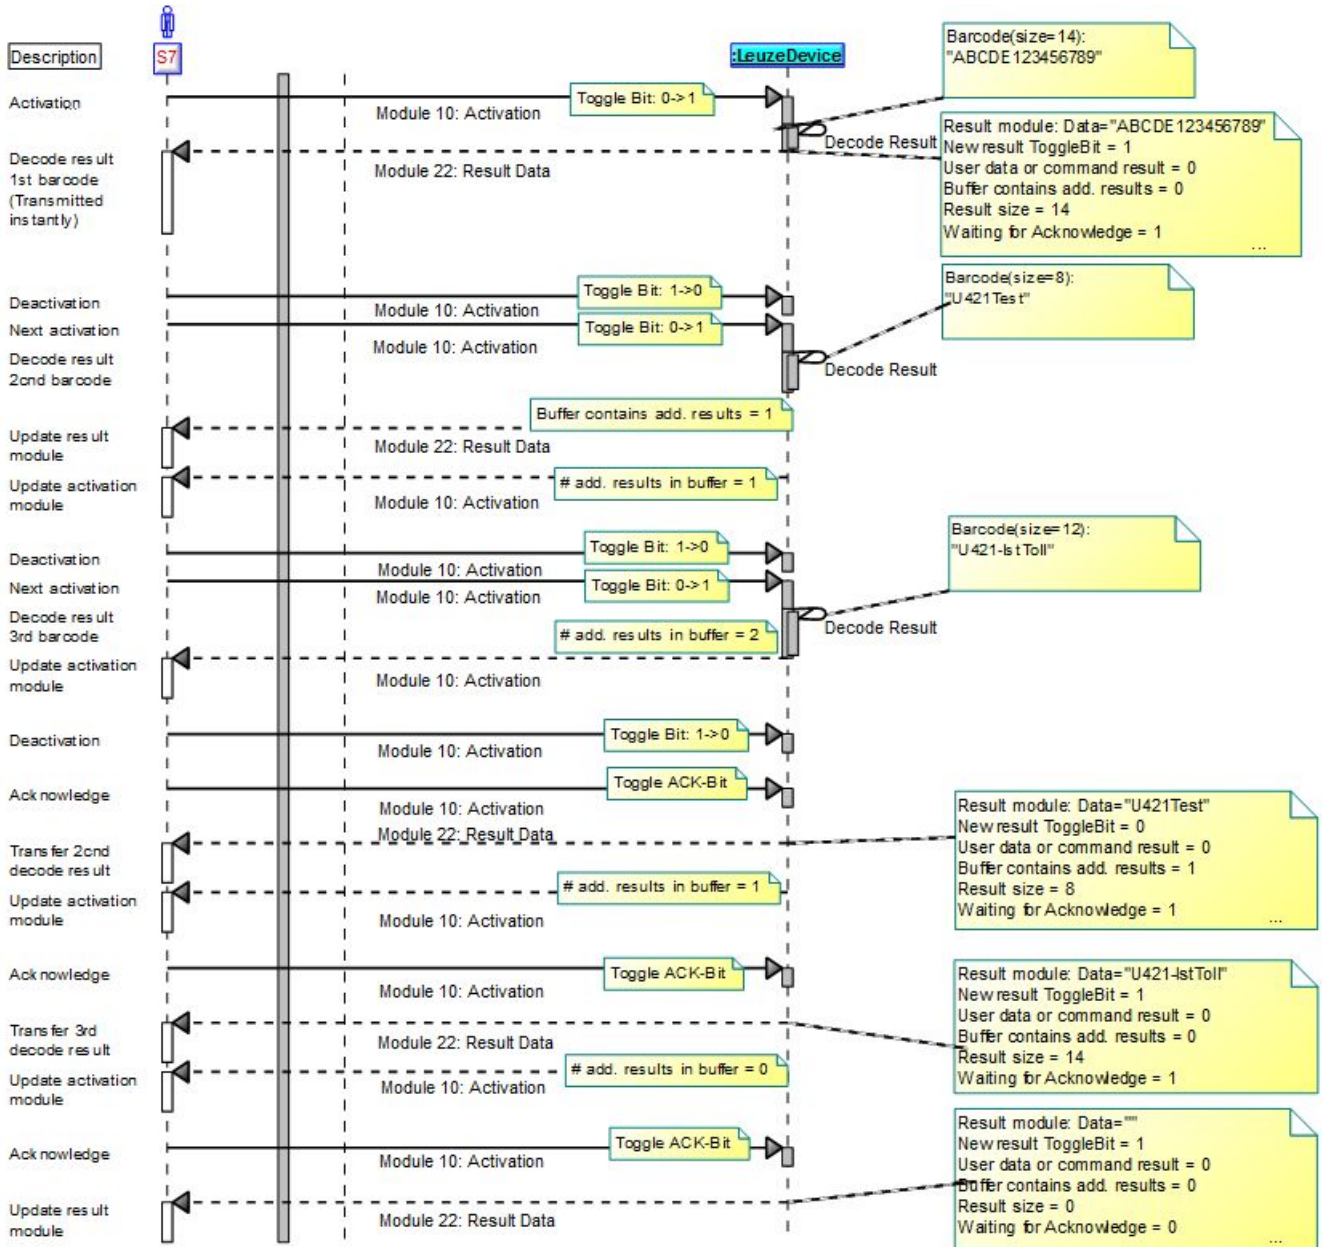 Description
S7
:LeuzeDevice
Barcode(size=14):
"ABCDE123456789"
Activation
Toggle Bit: 0->1
Module 10: Activation
Decode Result
Result module: Data="ABCDE123456789"
New result ToggleBit = 1
User data or command result = 0
Buffer contains add. results = 0
Result size = 14
Waiting for Acknowledge = 1
...
Decode result
1st barcode
(Transmitted
instantly)
Module 22: Result Data
Deactivation
Toggle Bit: 1->0
Module 10: Activation
Barcode(size=8):
"U421Test"
Next activation
Toggle Bit: 0->1
Module 10: Activation
Decode result
2cnd barcode
Decode Result
Buffer contains add. results = 1
Update result
module
Module 22: Result Data
# add. results in buffer = 1
Update activation
module
Module 10: Activation
Barcode(size=12):
"U421-IstToll"
Deactivation
Toggle Bit: 1->0
Module 10: Activation
Next activation
Toggle Bit: 0->1
Module 10: Activation
Decode result
3rd barcode
Decode Result
# add. results in buffer = 2
Update activation
module
Module 10: Activation
Deactivation
Toggle Bit: 1->0
Module 10: Activation
Acknowledge
Toggle ACK-Bit
Module 10: Activation
Module 22: Result Data
Result module: Data="U421Test"
New result ToggleBit = 0
User data or command result = 0
Buffer contains add. results = 1
Result size = 8
Waiting for Acknowledge = 1
...
Transfer 2cnd
decode result
# add. results in buffer = 1
Update activation
module
Module 10: Activation
Acknowledge
Toggle ACK-Bit
Module 10: Activation
Result module: Data="U421-IstToll"
New result ToggleBit = 1
User data or command result = 0
Buffer contains add. results = 0
Result size = 14
Waiting for Acknowledge = 1
Transfer 3rd
decode result
Module 22: Result Data
# add. results in buffer = 0
Update activation
module
Module 10: Activation
Acknowledge
Toggle ACK-Bit
Module 10: Activation
Result module: Data=""
New result ToggleBit = 1
User data or command result = 0
Buffer contains add. results = 0
Result size = 0
Waiting for Acknowledge = 0
...
Update result
module
Module 22: Result Data